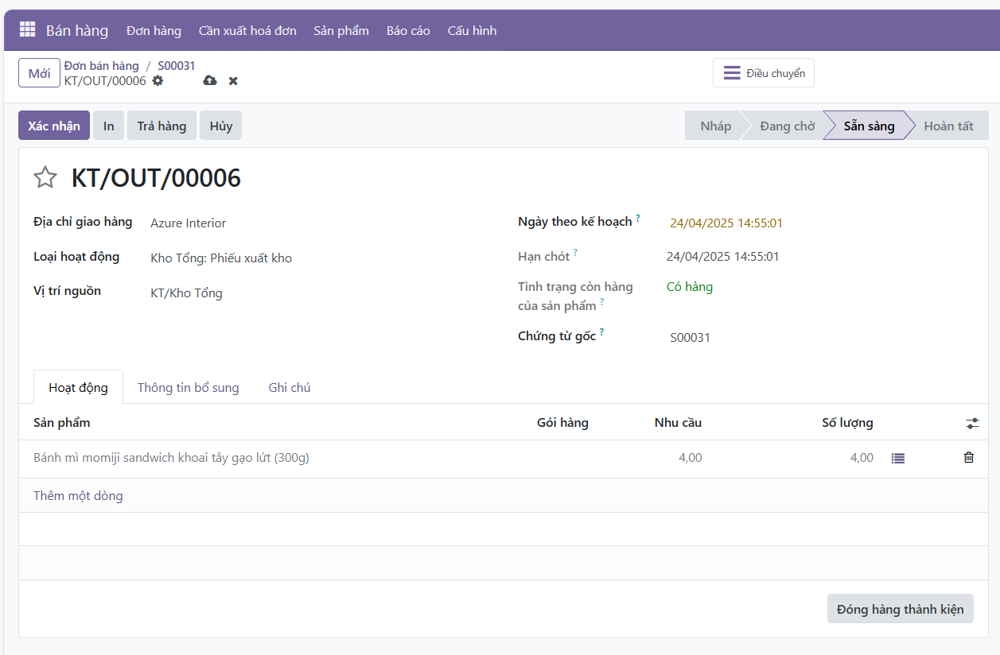 Bán hàng Đơn hàng Cần xuất hoá đơn Sản phẩm Báo cáo Cấu hình
Mới
Đơn bán hàng / S00031
KT/OUT/00006
Điều chuyển
Xác nhận In Trả hàng Hủy
Nháp Đang chờ Sẵn sàng Hoàn tất
KT/OUT/00006
Địa chỉ giao hàng Azure Interior
Loại hoạt động Kho Tổng: Phiếu xuất kho
Vị trí nguồn KT/Kho Tổng
Ngày theo kế hoạch ? 24/04/2025 14:55:01
Hạn chót ? 24/04/2025 14:55:01
Tình trạng còn hàng
của sản phẩm ? Có hàng
Chứng từ gốc ? S00031
Hoạt động Thông tin bổ sung Ghi chú
Sản phẩm Gói hàng Nhu cầu Số lượng
Bánh mì momiji sandwich khoai tây gạo lứt (300g) 4,00 4,00
Thêm một dòng
Đóng hàng thành kiện